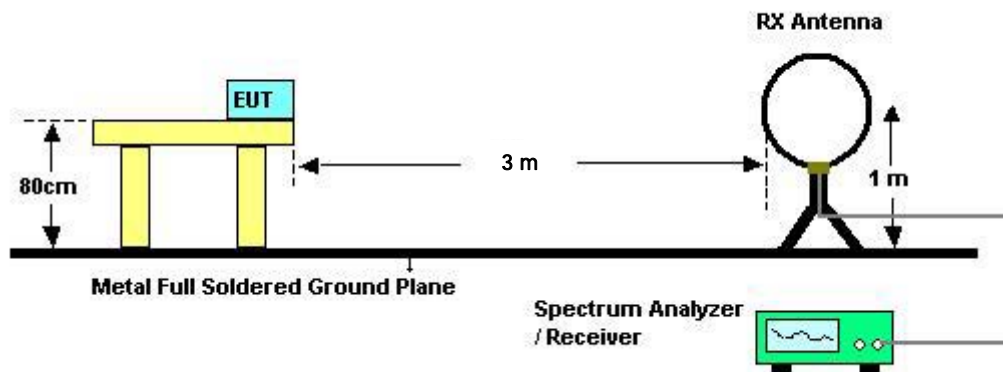 RX Antenna
EUT
3 m
80cm
1 m
Metal Full Soldered Ground Plane
Spectrum Analyzer
/ Receiver